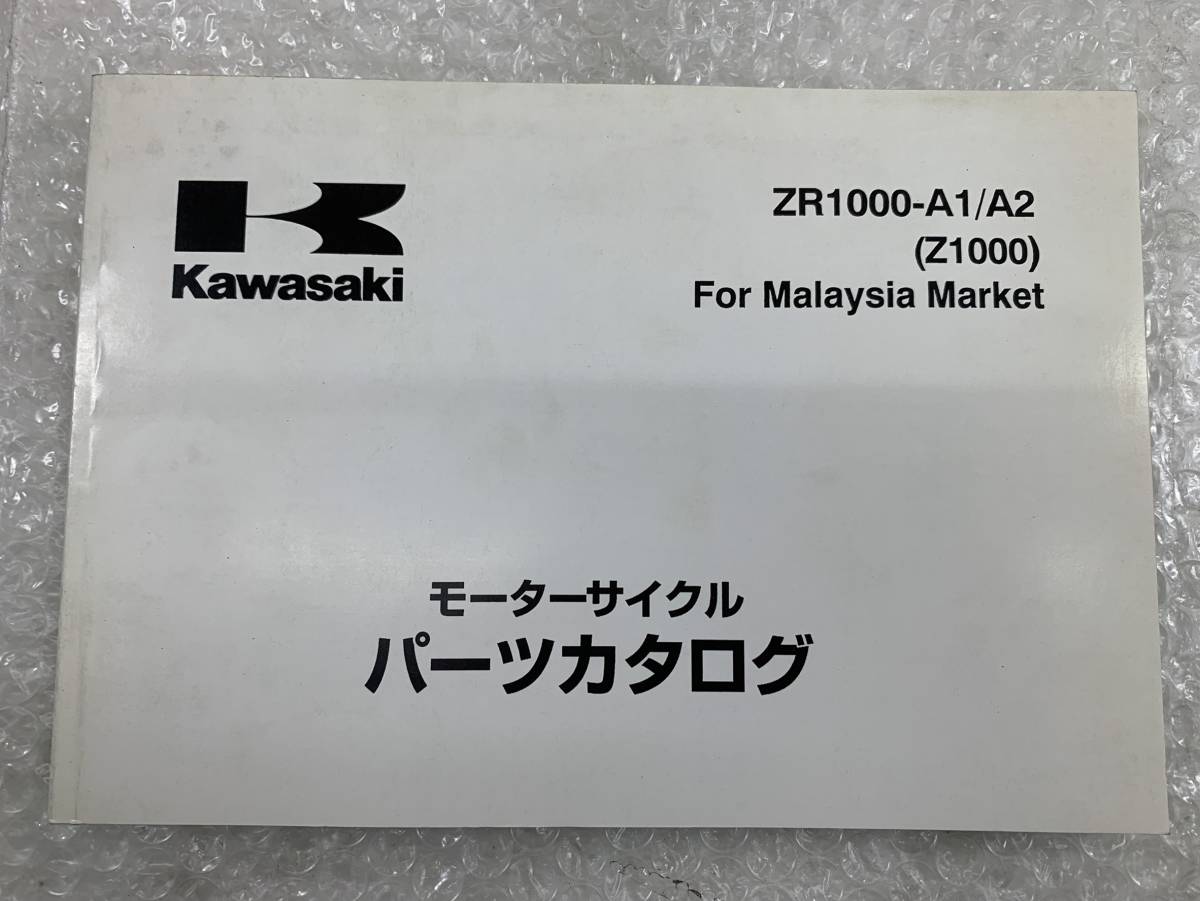 Kawasaki
ZR1000-A1/A2
(Z1000)
For Malaysia Market
モーターサイクル
パーツカタログ